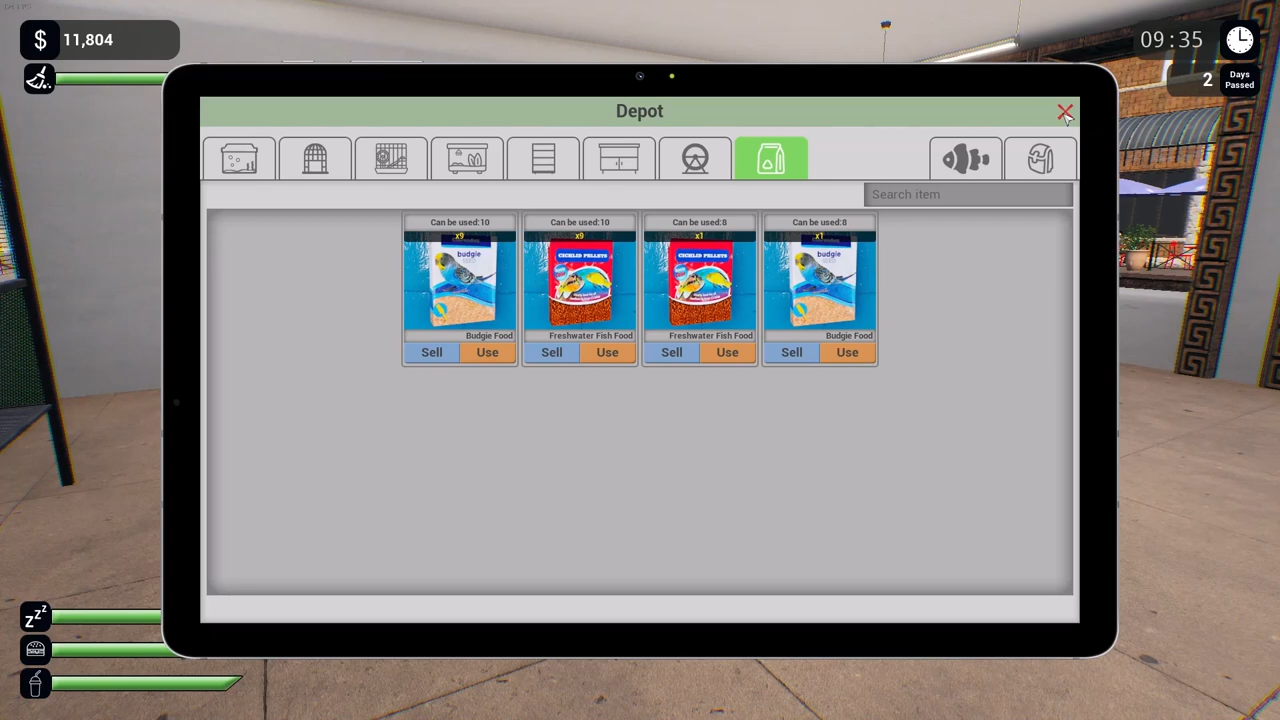 $ 11,804
09:35
2 Days Passed
Depot
Search item
Can be used:10
x9
budgie
Budgie Food
Sell Use
Can be used:10
x9
CICHLID PELLETS
Freshwater Fish Food
Sell Use
Can be used:8
x1
CICHLID PELLETS
Freshwater Fish Food
Sell Use
Can be used:8
x1
budgie
Budgie Food
Sell Use
zzz